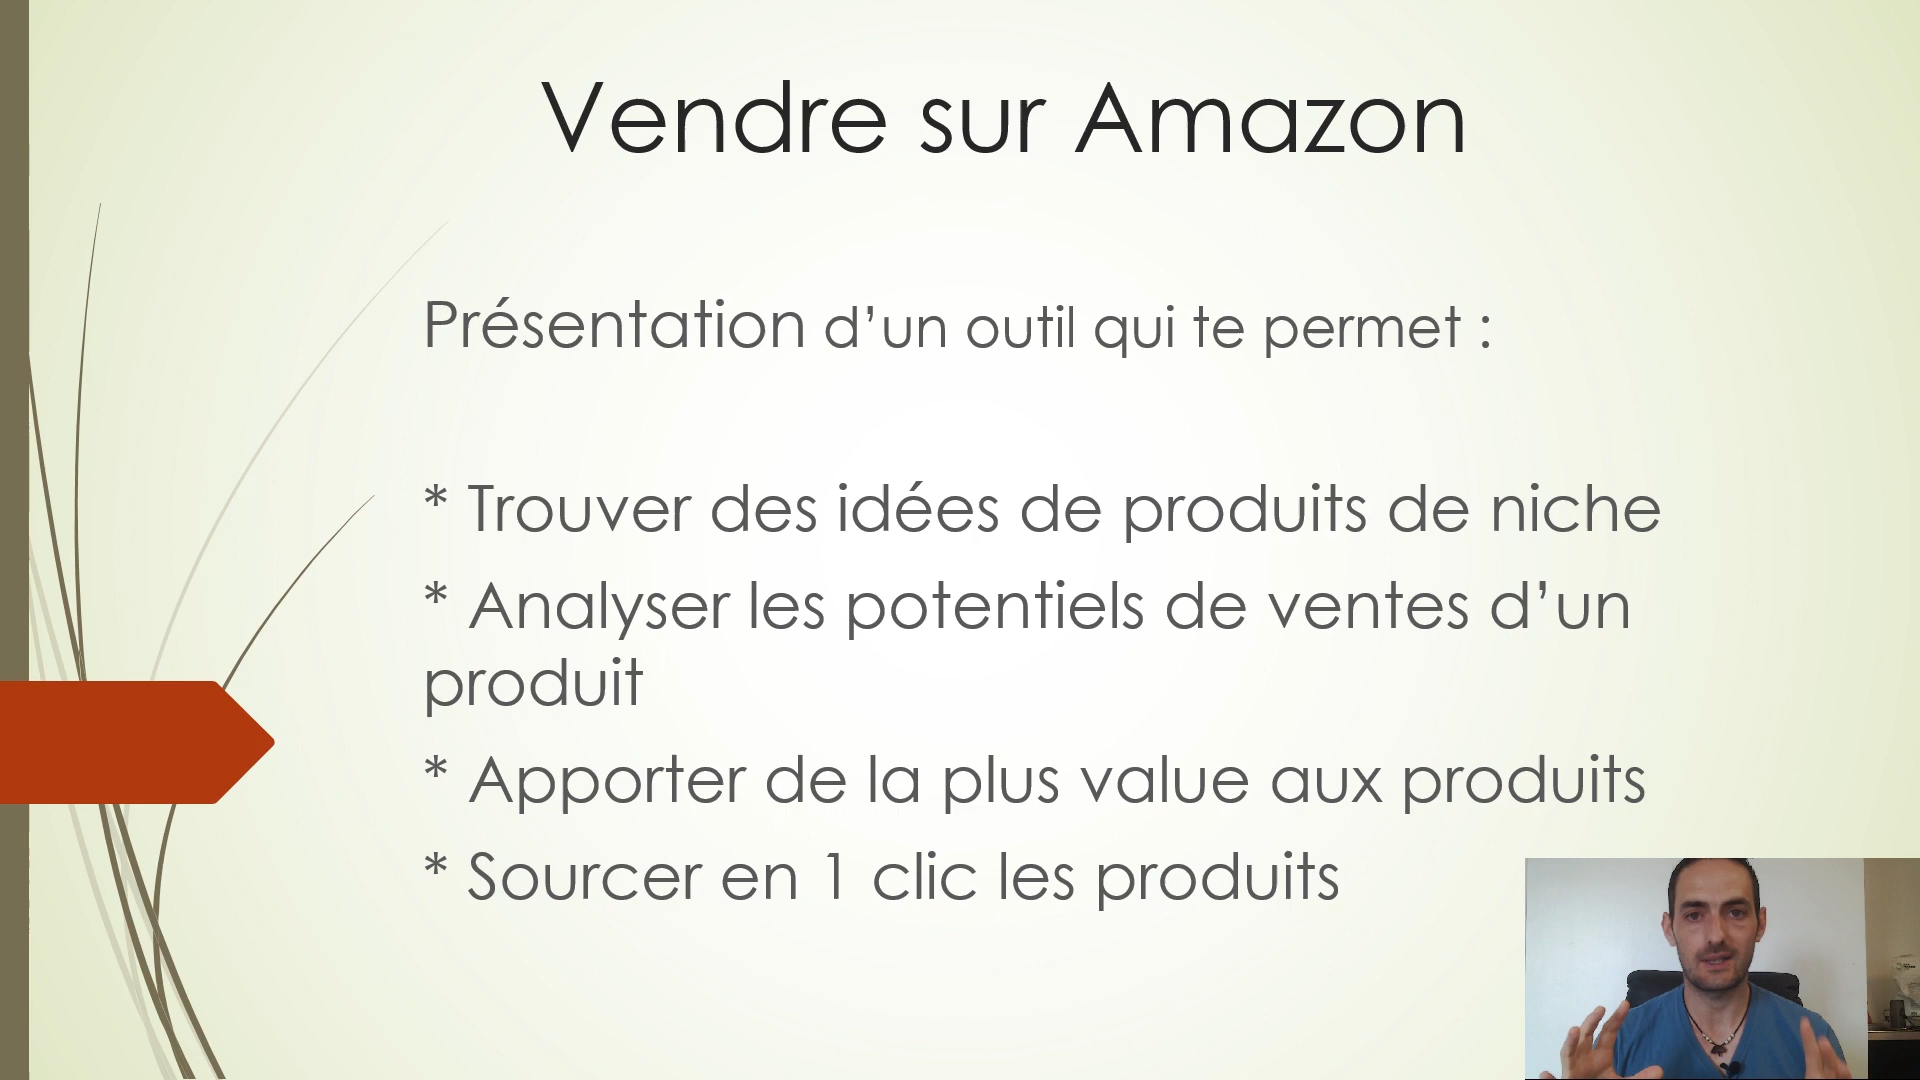 Vendre sur Amazon
Présentation d’un outil qui te permet :
* Trouver des idées de produits de niche
* Analyser les potentiels de ventes d’un
produit
* Apporter de la plus value aux produits
* Sourcer en 1 clic les produits